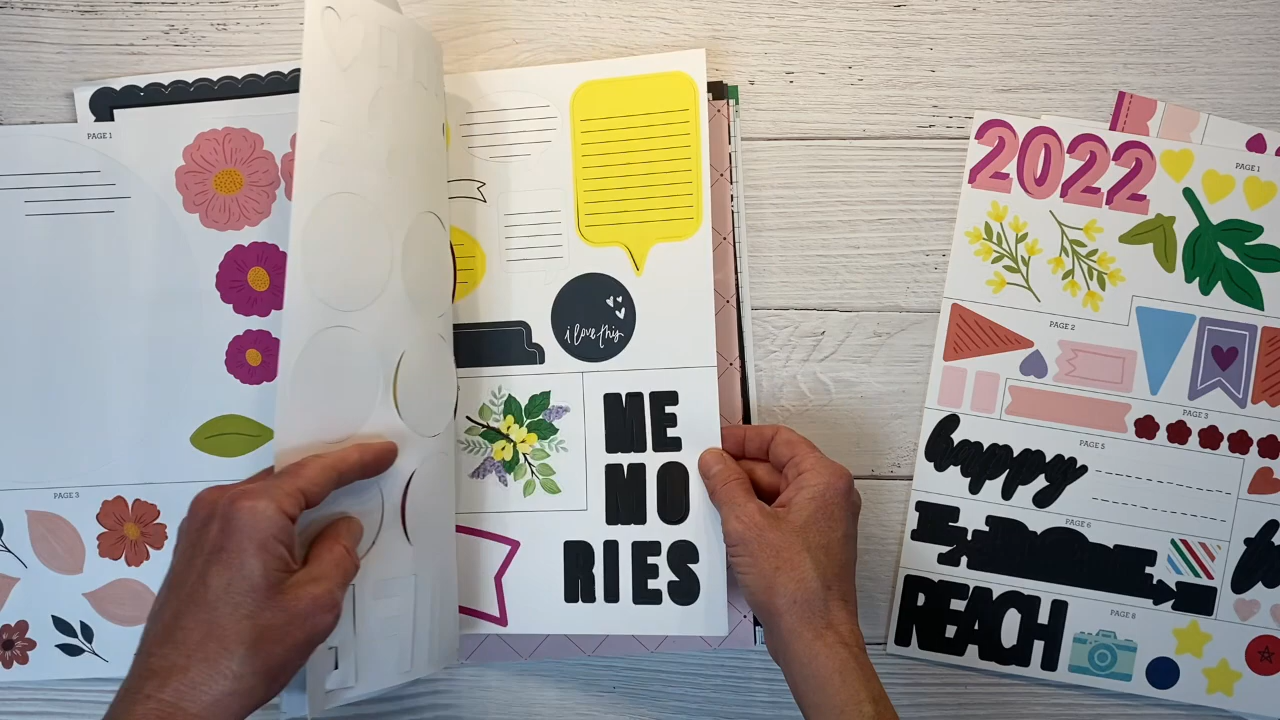 PAGE 1
PAGE 3
i love this
ME
MO
RIES
2022
PAGE 1
PAGE 2
PAGE 3
PAGE 5
happy
PAGE 6
REACH
PAGE 8